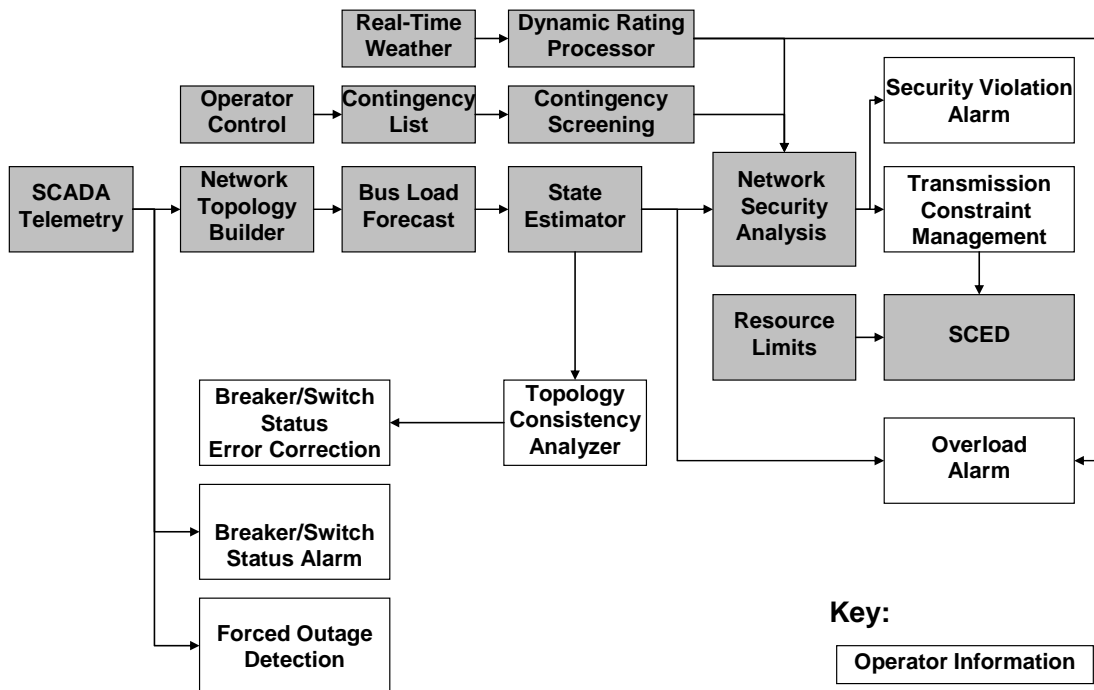 Real-Time
Weather
Dynamic Rating
Processor
Operator
Control
Contingency
List
Contingency
Screening
Security Violation
Alarm
SCADA
Telemetry
Network
Topology
Builder
Bus Load
Forecast
State
Estimator
Network
Security
Analysis
Transmission
Constraint
Management
Resource
Limits
SCED
Breaker/Switch
Status
Error Correction
Topology
Consistency
Analyzer
Overload
Alarm
Breaker/Switch
Status Alarm
Forced Outage
Detection
Key:
Operator Information